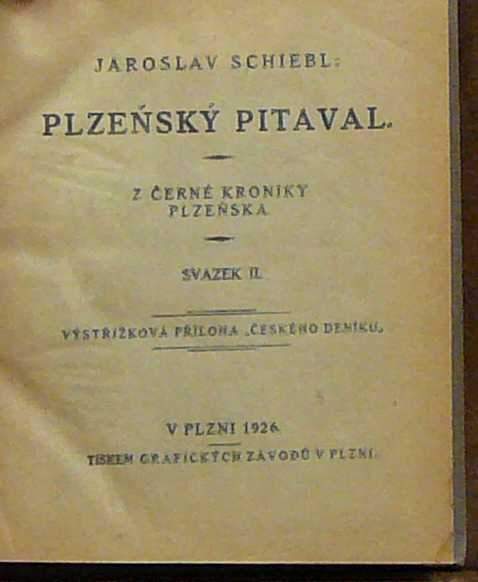 JAROSLAV SCHIEBL:
PLZEŇSKÝ PITAVAL.
Z ČERNÉ KRONIKY
PLZEŇSKA.
SVAZEK II.
VÝSTŘIŽKOVÁ PŘÍLOHA „ČESKÉHO DENÍKU„
V PLZNI 1926.
TISKEM GRAFICKÝCH ZÁVODŮ V PLZNI.